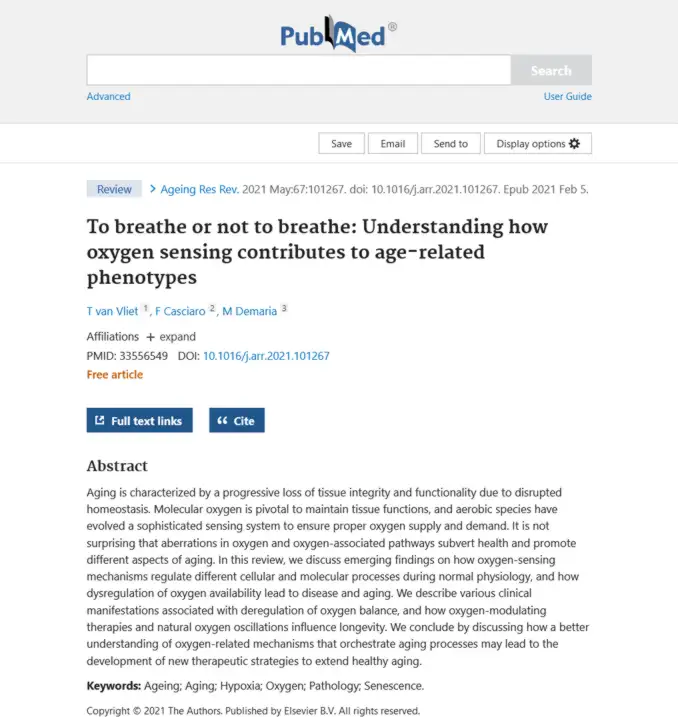 PubMed®
Search
Advanced
User Guide
Save
Email
Send to
Display options
Review
Ageing Res Rev. 2021 May:67:101267. doi: 10.1016/j.arr.2021.101267. Epub 2021 Feb 5.
To breathe or not to breathe: Understanding how
oxygen sensing contributes to age-related
phenotypes
T van Vliet 1, F Casciaro 2, M Demaria 3
Affiliations + expand
PMID: 33556549 DOI: 10.1016/j.arr.2021.101267
Free article
Full text links
Cite
Abstract
Aging is characterized by a progressive loss of tissue integrity and functionality due to disrupted
homeostasis. Molecular oxygen is pivotal to maintain tissue functions, and aerobic species have
evolved a sophisticated sensing system to ensure proper oxygen supply and demand. It is not
surprising that aberrations in oxygen and oxygen-associated pathways subvert health and promote
different aspects of aging. In this review, we discuss emerging findings on how oxygen-sensing
mechanisms regulate different cellular and molecular processes during normal physiology, and how
dysregulation of oxygen availability lead to disease and aging. We describe various clinical
manifestations associated with deregulation of oxygen balance, and how oxygen-modulating
therapies and natural oxygen oscillations influence longevity. We conclude by discussing how a better
understanding of oxygen-related mechanisms that orchestrate aging processes may lead to the
development of new therapeutic strategies to extend healthy aging.
Keywords: Ageing; Aging; Hypoxia; Oxygen; Pathology; Senescence.
Copyright © 2021 The Authors. Published by Elsevier B.V. All rights reserved.